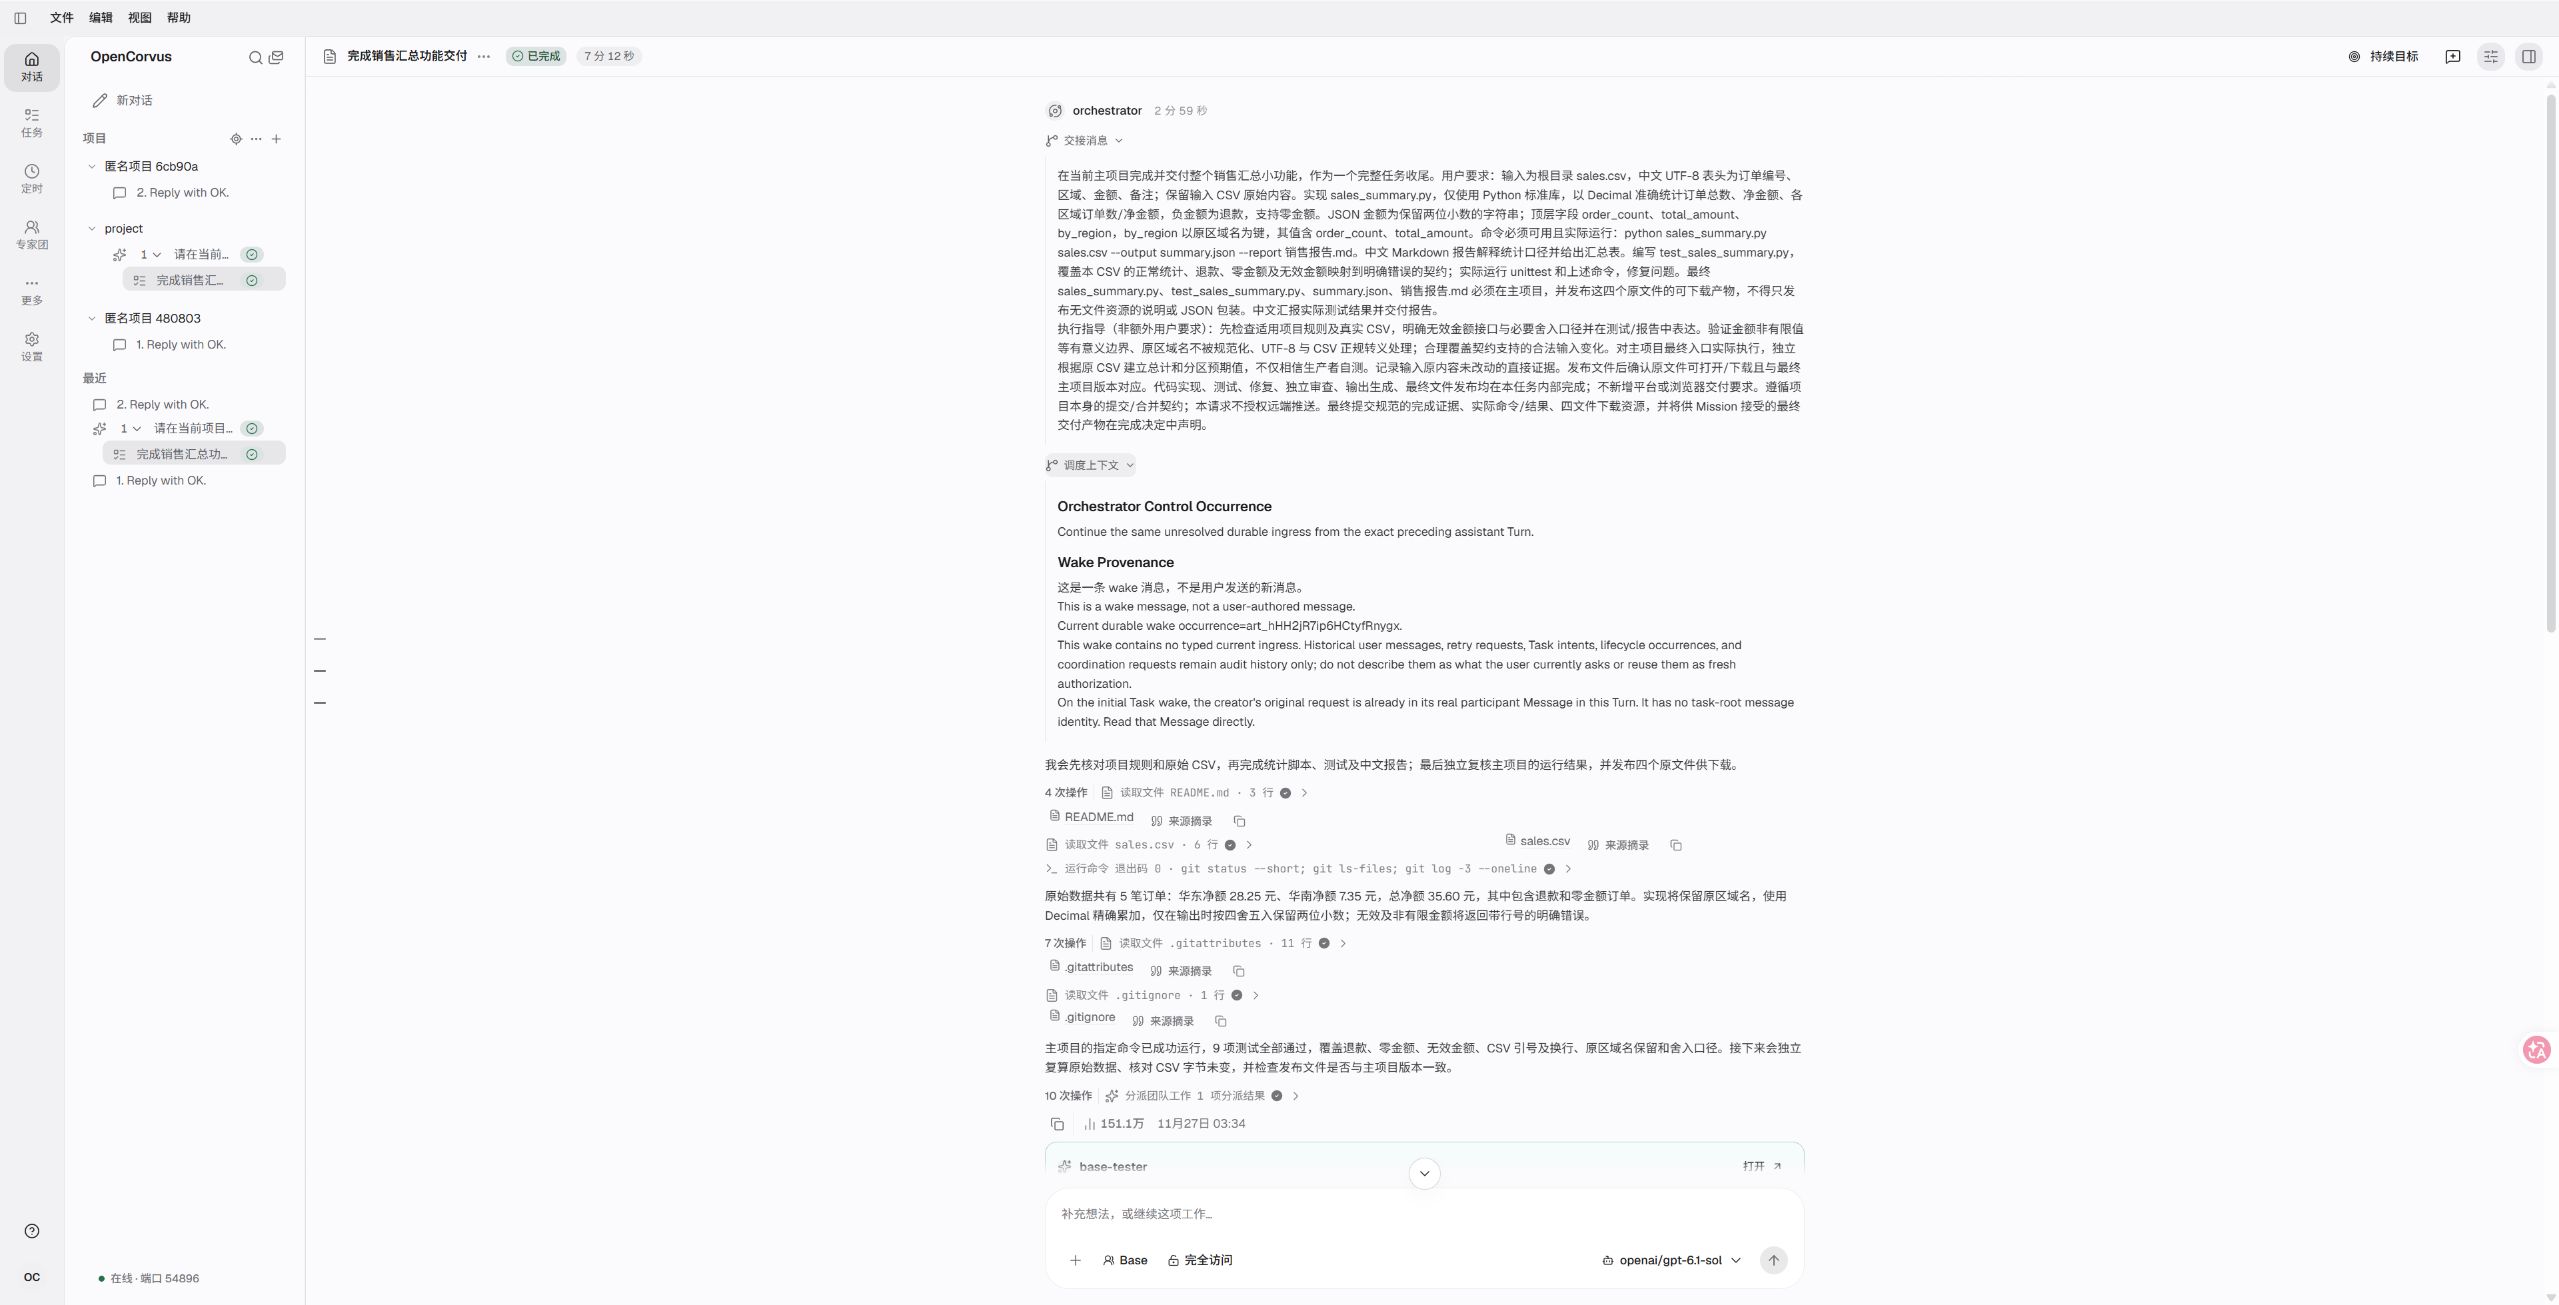 文件 编辑 视图 帮助
对话
任务
定时
专家团
更多
设置
OC
OpenCorvus
新对话
项目
匿名项目 6cb90a
2. Reply with OK.
project
1 请在当前...
完成销售汇...
匿名项目 480803
1. Reply with OK.
最近
2. Reply with OK.
1 请在当前项目...
完成销售汇总功...
1. Reply with OK.
在线 · 端口 54896
完成销售汇总功能交付 ··· 已完成 7 分 12 秒
持续目标
orchestrator 2 分 59 秒
交接消息
在当前主项目完成并交付整个销售汇总小功能，作为一个完整任务收尾。用户要求：输入为根目录 sales.csv，中文 UTF-8 表头为订单编号、
区域、金额、备注；保留输入 CSV 原始内容。实现 sales_summary.py，仅使用 Python 标准库，以 Decimal 准确统计订单总数、净金额、各
区域订单数/净金额，负金额为退款，支持零金额。JSON 金额为保留两位小数的字符串；顶层字段 order_count、total_amount、
by_region，by_region 以原区域名为键，其值含 order_count、total_amount。命令必须可用且实际运行：python sales_summary.py
sales.csv --output summary.json --report 销售报告.md。中文 Markdown 报告解释统计口径并给出汇总表。编写 test_sales_summary.py，
覆盖本 CSV 的正常统计、退款、零金额及无效金额映射到明确错误的契约；实际运行 unittest 和上述命令，修复问题。最终
sales_summary.py、test_sales_summary.py、summary.json、销售报告.md 必须在主项目，并发布这四个原文件的可下载产物，不得只发
布无文件资源的说明或 JSON 包装。中文汇报实际测试结果并交付报告。
执行指导（非额外用户要求）：先检查适用项目规则及真实 CSV，明确无效金额接口与必要舍入口径并在测试/报告中表达。验证金额非有限值
等有意义边界、原区域名不被规范化、UTF-8 与 CSV 正规转义处理；合理覆盖契约支持的合法输入变化。对主项目最终入口实际执行，独立
根据原 CSV 建立总计和分区预期值，不仅相信生产者自测。记录输入原内容未改动的直接证据。发布文件后确认原文件可打开/下载且与最终
主项目版本对应。代码实现、测试、修复、独立审查、输出生成、最终文件发布均在本任务内部完成；不新增平台或浏览器交付要求。遵循项
目本身的提交/合并契约；本请求不授权远端推送。最终提交规范的完成证据、实际命令/结果、四文件下载资源，并将供 Mission 接受的最终
交付产物在完成决定中声明。
调度上下文
Orchestrator Control Occurrence
Continue the same unresolved durable ingress from the exact preceding assistant Turn.
Wake Provenance
这是一条 wake 消息，不是用户发送的新消息。
This is a wake message, not a user-authored message.
Current durable wake occurrence=art_hHH2jR7ip6HCtyfRnygx.
This wake contains no typed current ingress. Historical user messages, retry requests, Task intents, lifecycle occurrences, and
coordination requests remain audit history only; do not describe them as what the user currently asks or reuse them as fresh
authorization.
On the initial Task wake, the creator's original request is already in its real participant Message in this Turn. It has no task-root message
identity. Read that Message directly.
我会先核对项目规则和原始 CSV，再完成统计脚本、测试及中文报告；最后独立复核主项目的运行结果，并发布四个原文件供下载。
4 次操作 读取文件 README.md · 3 行
README.md 来源摘录
读取文件 sales.csv · 6 行 sales.csv 来源摘录
运行命令 退出码 0 · git status --short; git ls-files; git log -3 --oneline
原始数据共有 5 笔订单：华东净额 28.25 元、华南净额 7.35 元，总净额 35.60 元，其中包含退款和零金额订单。实现将保留原区域名，使用
Decimal 精确累加，仅在输出时按四舍五入保留两位小数；无效及非有限金额将返回带行号的明确错误。
7 次操作 读取文件 .gitattributes · 11 行
.gitattributes 来源摘录
读取文件 .gitignore · 1 行
.gitignore 来源摘录
主项目的指定命令已成功运行，9 项测试全部通过，覆盖退款、零金额、无效金额、CSV 引号及换行、原区域名保留和舍入口径。接下来会独立
复算原始数据、核对 CSV 字节未变，并检查发布文件是否与主项目版本一致。
10 次操作 分派团队工作 1 项分派结果
151.1万 11月27日 03:34
base-tester 打开
补充想法，或继续这项工作...
Base 完全访问 openai/gpt-6.1-sol